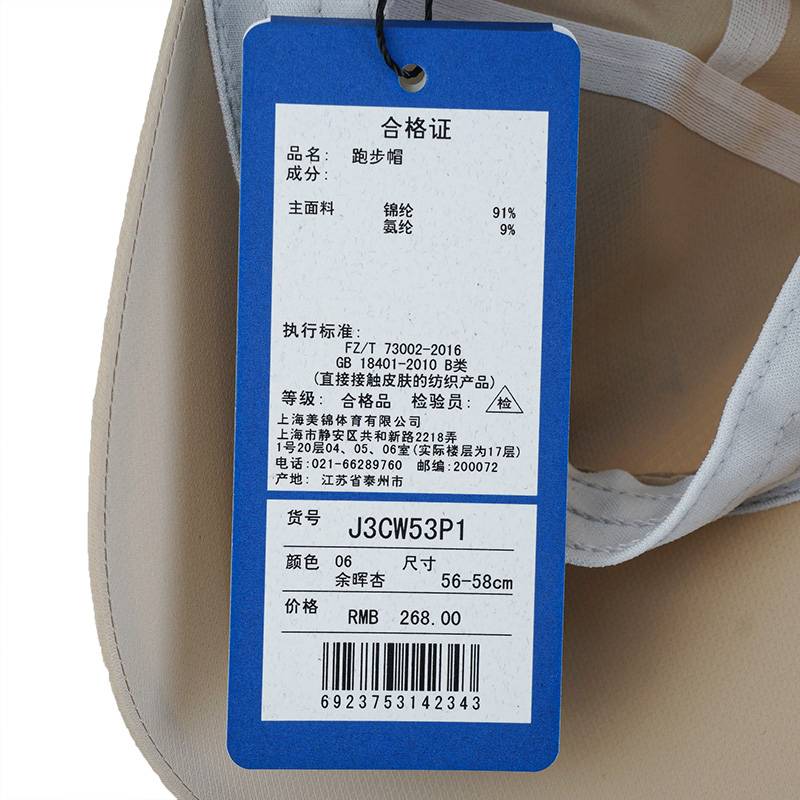 合格证
品名: 跑步帽
成分:
主面料 锦纶 91%
氨纶 9%
执行标准:
FZ/T 73002-2016
GB 18401-2010 B类
(直接接触皮肤的纺织产品)
等级: 合格品 检验员: 检
上海美锦体育有限公司
上海市静安区共和新路2218弄
1号20层04、05、06室(实际楼层为17层)
电话:021-66289760 邮编:200072
产地: 江苏省泰州市
货号 J3CW53P1
颜色 06 尺寸
余晖杏 56-58cm
价格 RMB 268.00
6923753142343